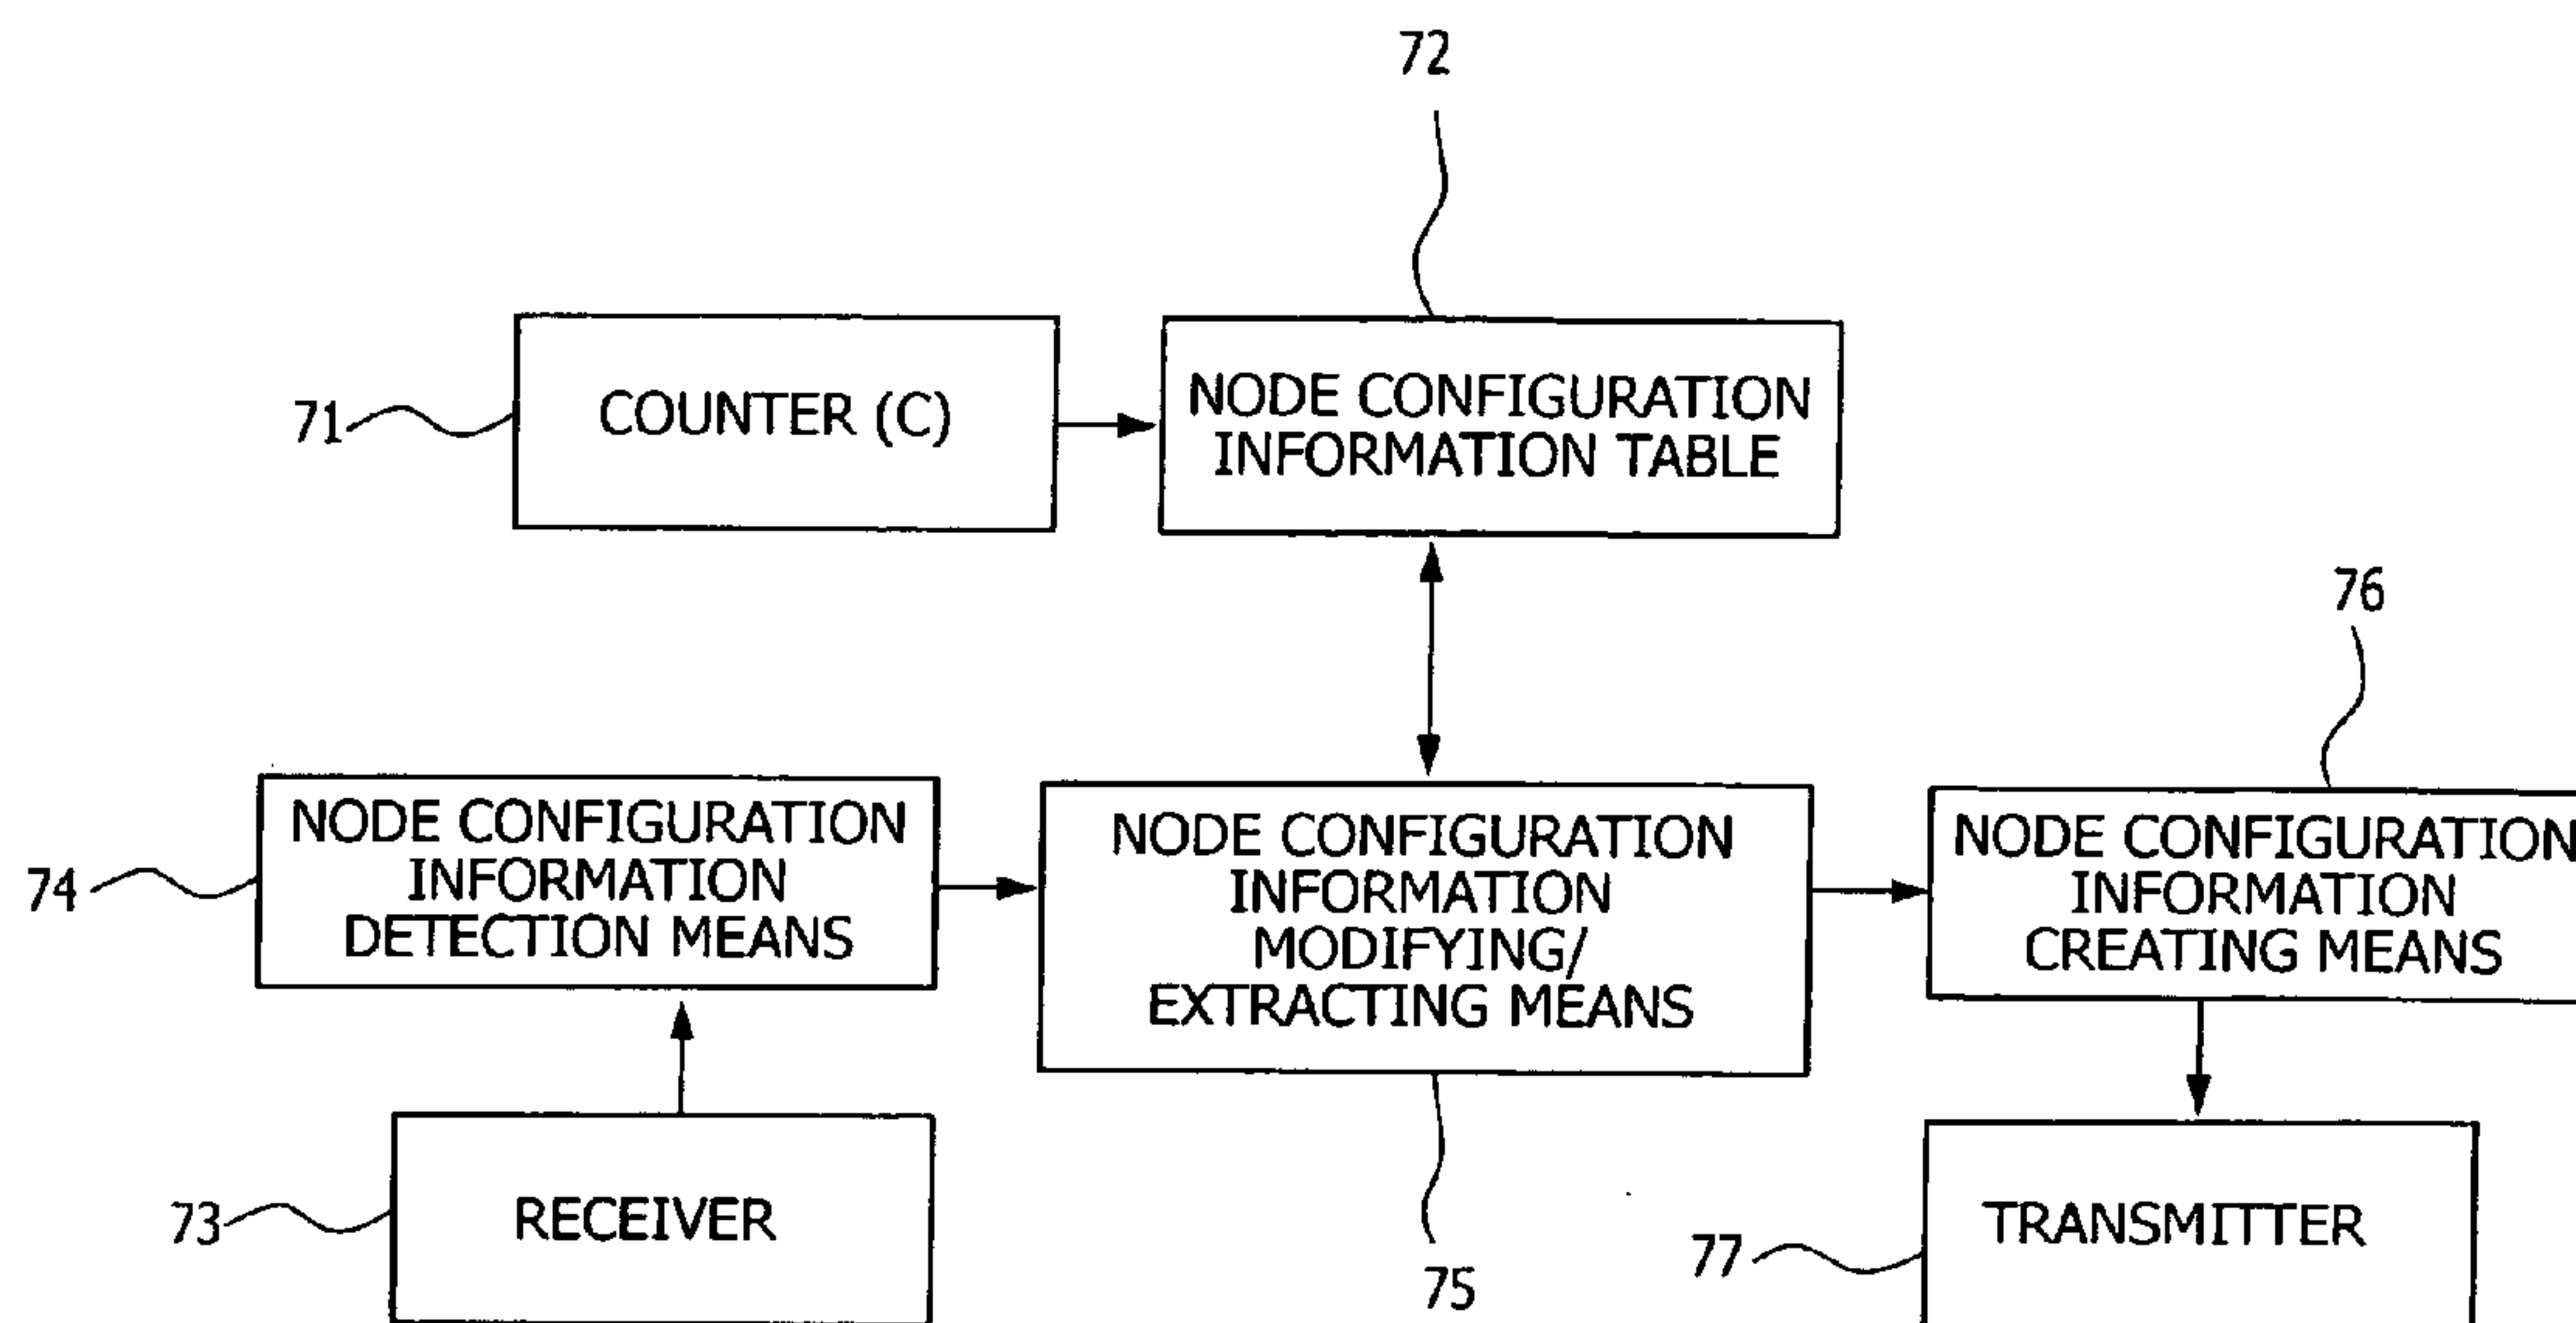 72
71
COUNTER (C)
NODE CONFIGURATION
INFORMATION TABLE
76
74
NODE CONFIGURATION
INFORMATION
DETECTION MEANS
NODE CONFIGURATION
INFORMATION
MODIFYING/
EXTRACTING MEANS
NODE CONFIGURATION
INFORMATION
CREATING MEANS
73
RECEIVER
75
77
TRANSMITTER